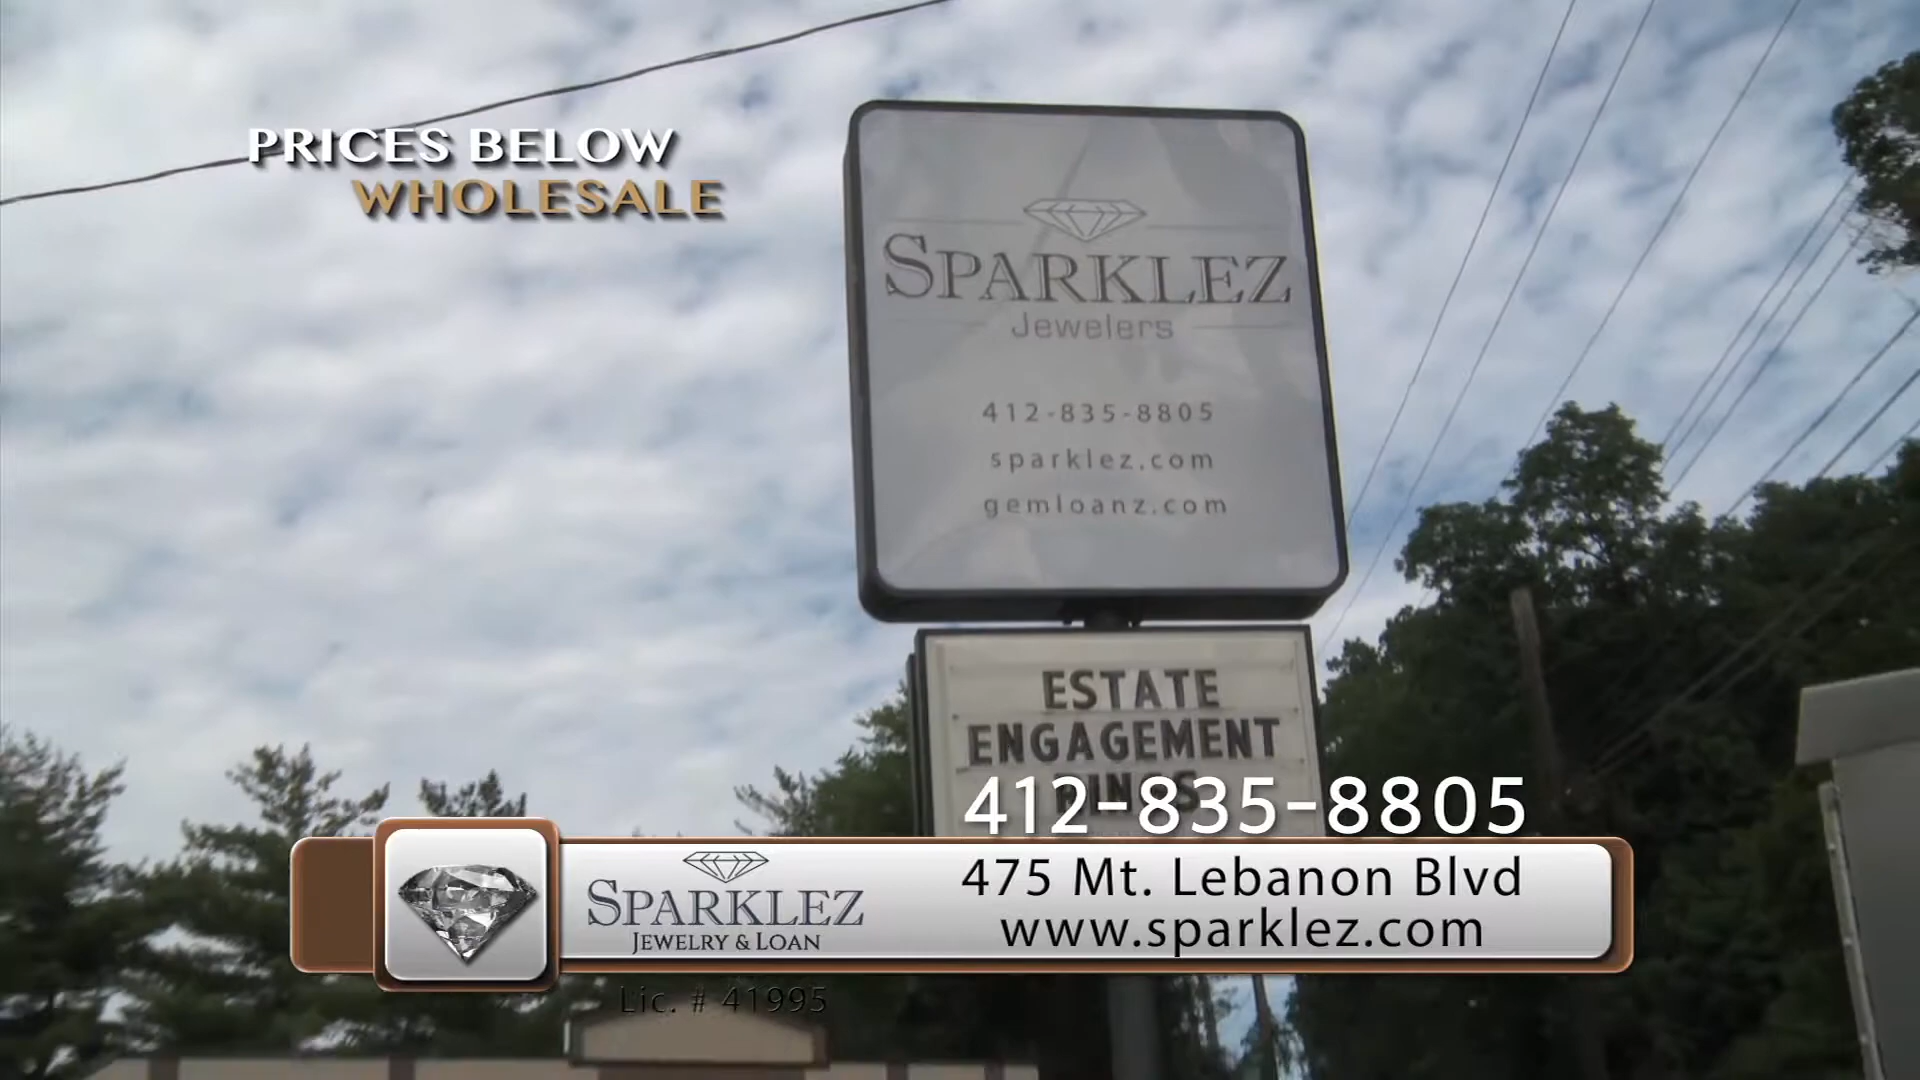 PRICES BELOW
WHOLESALE
SPARKLEZ
Jewelers
412-835-8805
sparklez.com
gemloanz.com
ESTATE
ENGAGEMENT
RINGS
412-835-8805
475 Mt. Lebanon Blvd
www.sparklez.com
SPARKLEZ
JEWELRY & LOAN
Lic. # 41995